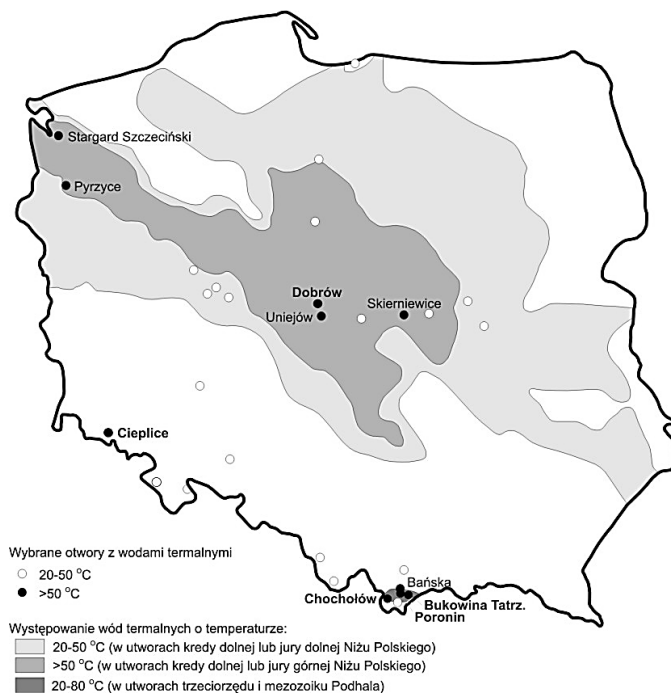 Stargard Szczeciński
Pyrzyce
Dobrów
Skierniewice
Uniejów
Cieplice
Wybrane otwory z wodami termalnymi
20-50 °C
>50 °C
Bańska
Chochołów
Bukowina Tatrz.
Poronin
Występowanie wód termalnych o temperaturze:
20-50 °C (w utworach kredy dolnej lub jury dolnej Niżu Polskiego)
>50 °C (w utworach kredy dolnej lub jury górnej Niżu Polskiego)
20-80 °C (w utworach trzeciorzędu i mezozoiku Podhala)